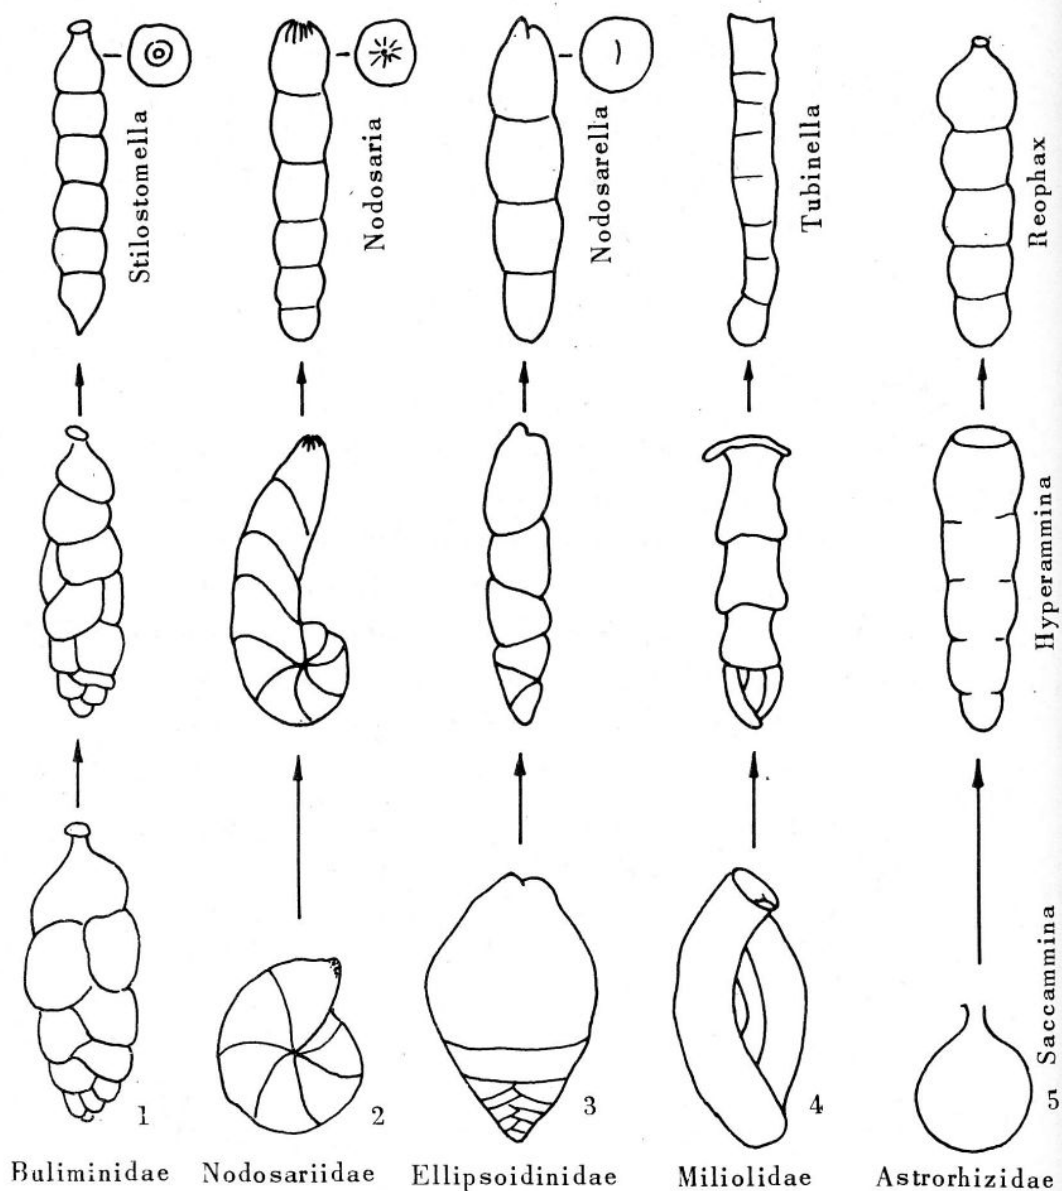 Stilostomella
Nodosaria
Nodosarella
Tubinella
Reophax
Hyperammina
Saccammina
1
2
3
4
5
Buliminidae
Nodosariidae
Ellipsoidinidae
Miliolidae
Astrorhizidae